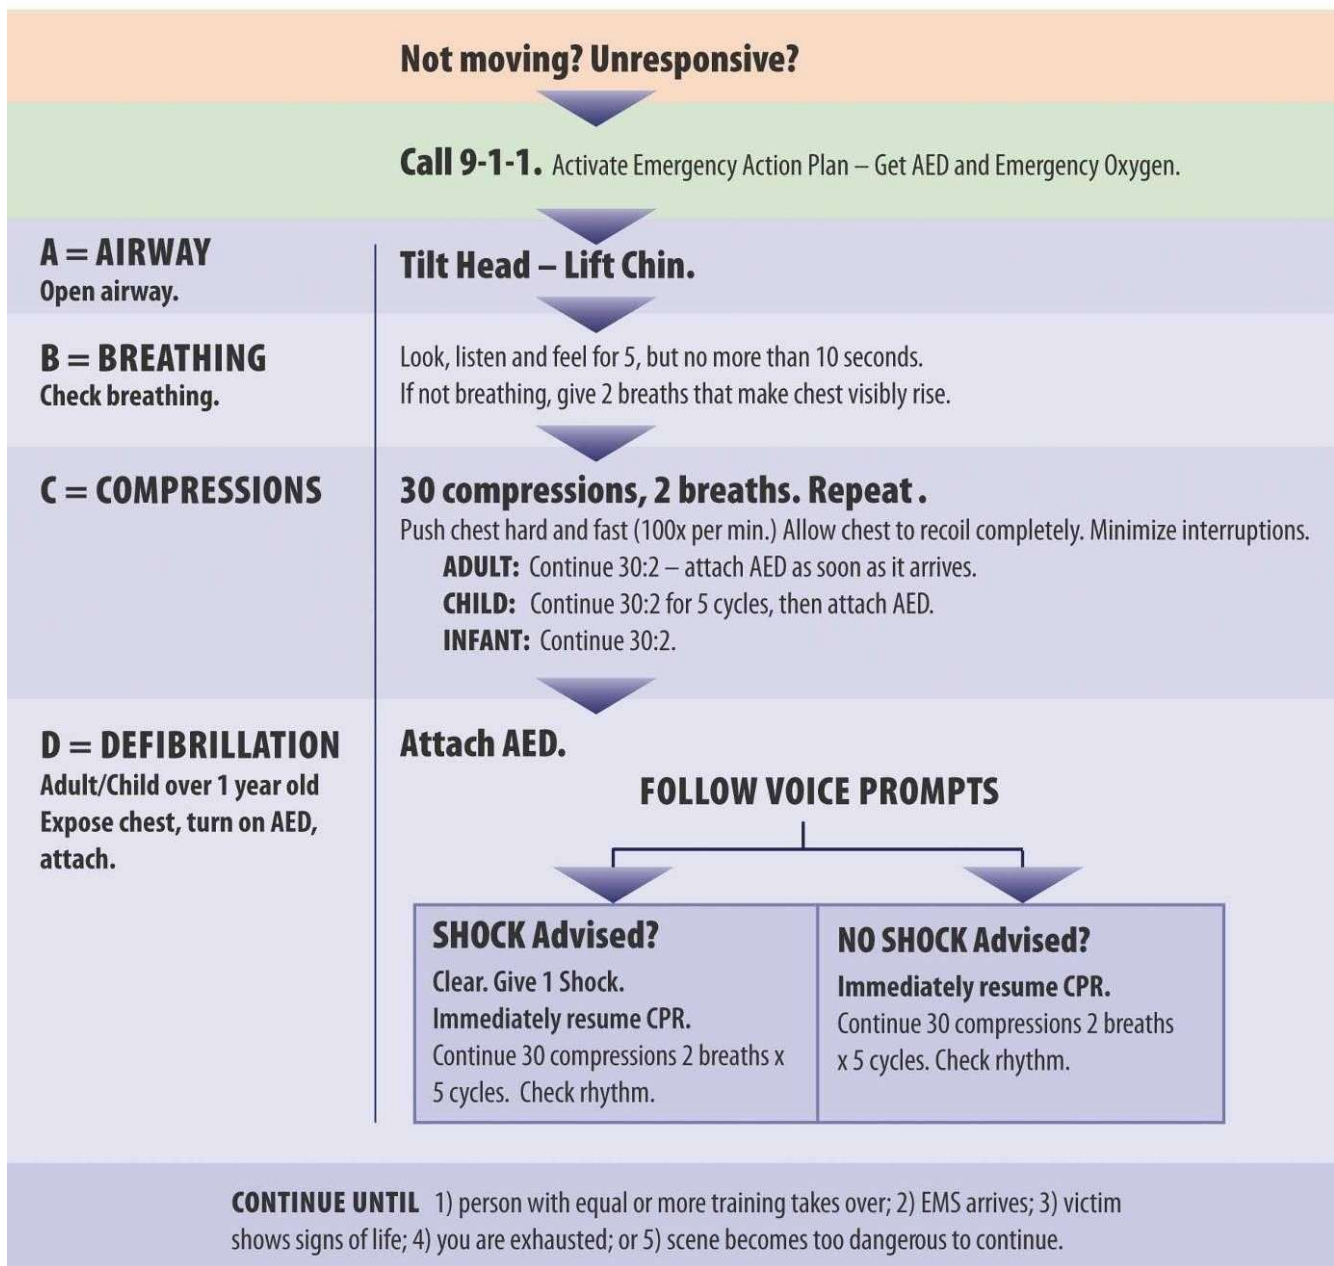 Not moving? Unresponsive?
Call 9-1-1. Activate Emergency Action Plan – Get AED and Emergency Oxygen.
A = AIRWAY
Open airway.
Tilt Head – Lift Chin.
B = BREATHING
Check breathing.
Look, listen and feel for 5, but no more than 10 seconds.
If not breathing, give 2 breaths that make chest visibly rise.
C = COMPRESSIONS
30 compressions, 2 breaths. Repeat .
Push chest hard and fast (100x per min.) Allow chest to recoil completely. Minimize interruptions.
ADULT: Continue 30:2 – attach AED as soon as it arrives.
CHILD: Continue 30:2 for 5 cycles, then attach AED.
INFANT: Continue 30:2.
D = DEFIBRILLATION
Adult/Child over 1 year old
Expose chest, turn on AED,
attach.
Attach AED.
FOLLOW VOICE PROMPTS
SHOCK Advised?
Clear. Give 1 Shock.
Immediately resume CPR.
Continue 30 compressions 2 breaths x
5 cycles. Check rhythm.
NO SHOCK Advised?
Immediately resume CPR.
Continue 30 compressions 2 breaths
x 5 cycles. Check rhythm.
CONTINUE UNTIL 1) person with equal or more training takes over; 2) EMS arrives; 3) victim
shows signs of life; 4) you are exhausted; or 5) scene becomes too dangerous to continue.